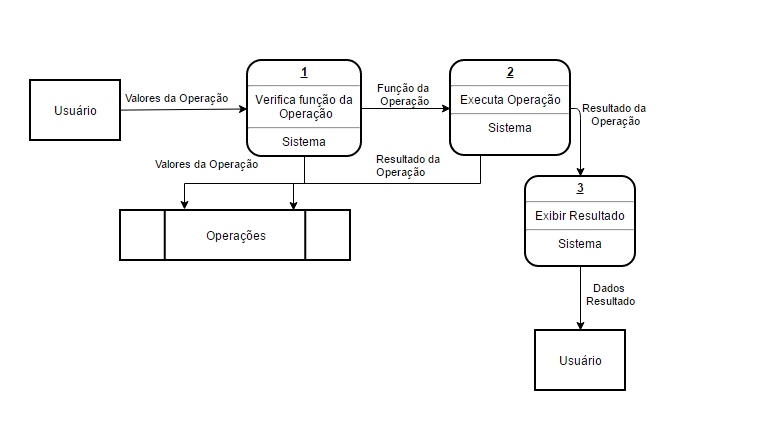 Usuário
Valores da Operação
1
Verifica função da
Operação
Sistema
Função da
Operação
2
Executa Operação
Sistema
Resultado da
Operação
Valores da Operação
Resultado da
Operação
Operações
3
Exibir Resultado
Sistema
Dados
Resultado
Usuário